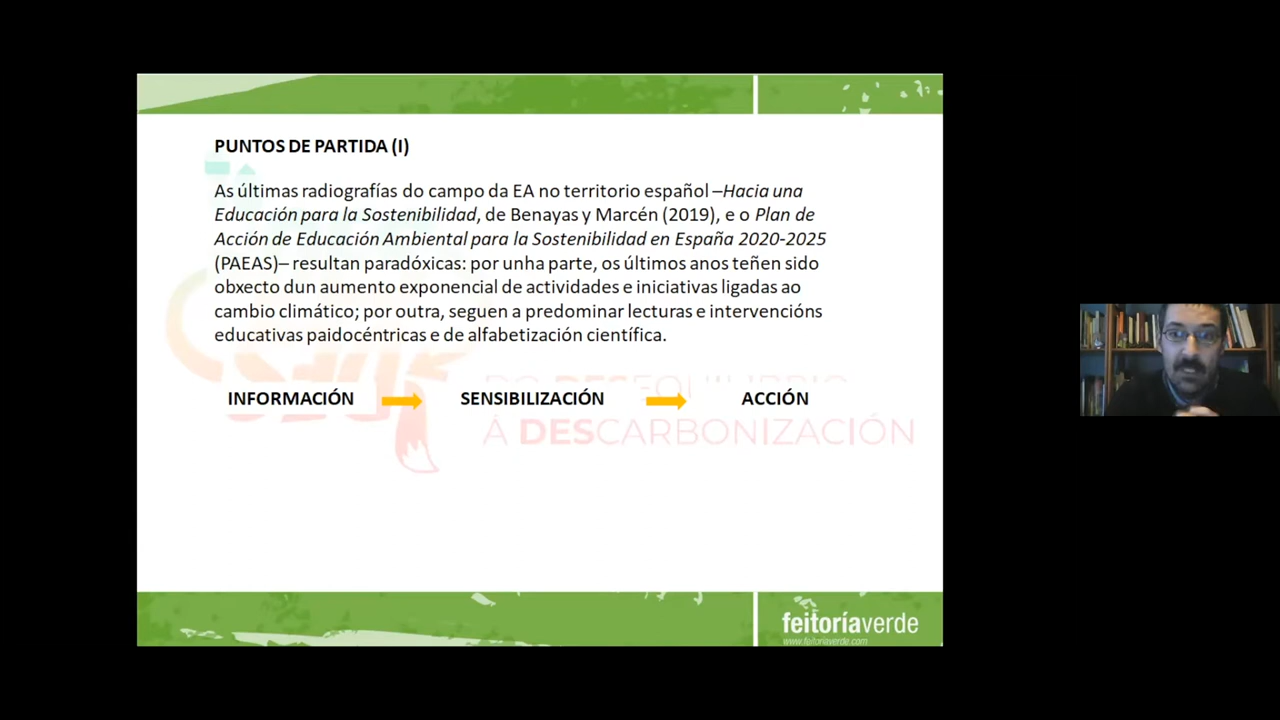 PUNTOS DE PARTIDA (I)
As últimas radiografías do campo da EA no territorio español –Hacia una
Educación para la Sostenibilidad, de Benayas y Marcén (2019), e o Plan de
Acción de Educación Ambiental para la Sostenibilidad en España 2020-2025
(PAEAS)– resultan paradóxicas: por unha parte, os últimos anos teñen sido
obxecto dun aumento exponencial de actividades e iniciativas ligadas ao
cambio climático; por outra, seguen a predominar lecturas e intervencións
educativas paidocéntricas e de alfabetización científica.
INFORMACIÓN SENSIBILIZACIÓN ACCIÓN
DO DESEQUILIBRIO
Á DESCARBONIZACIÓN
feitoríaverde
www.feitoriaverde.com